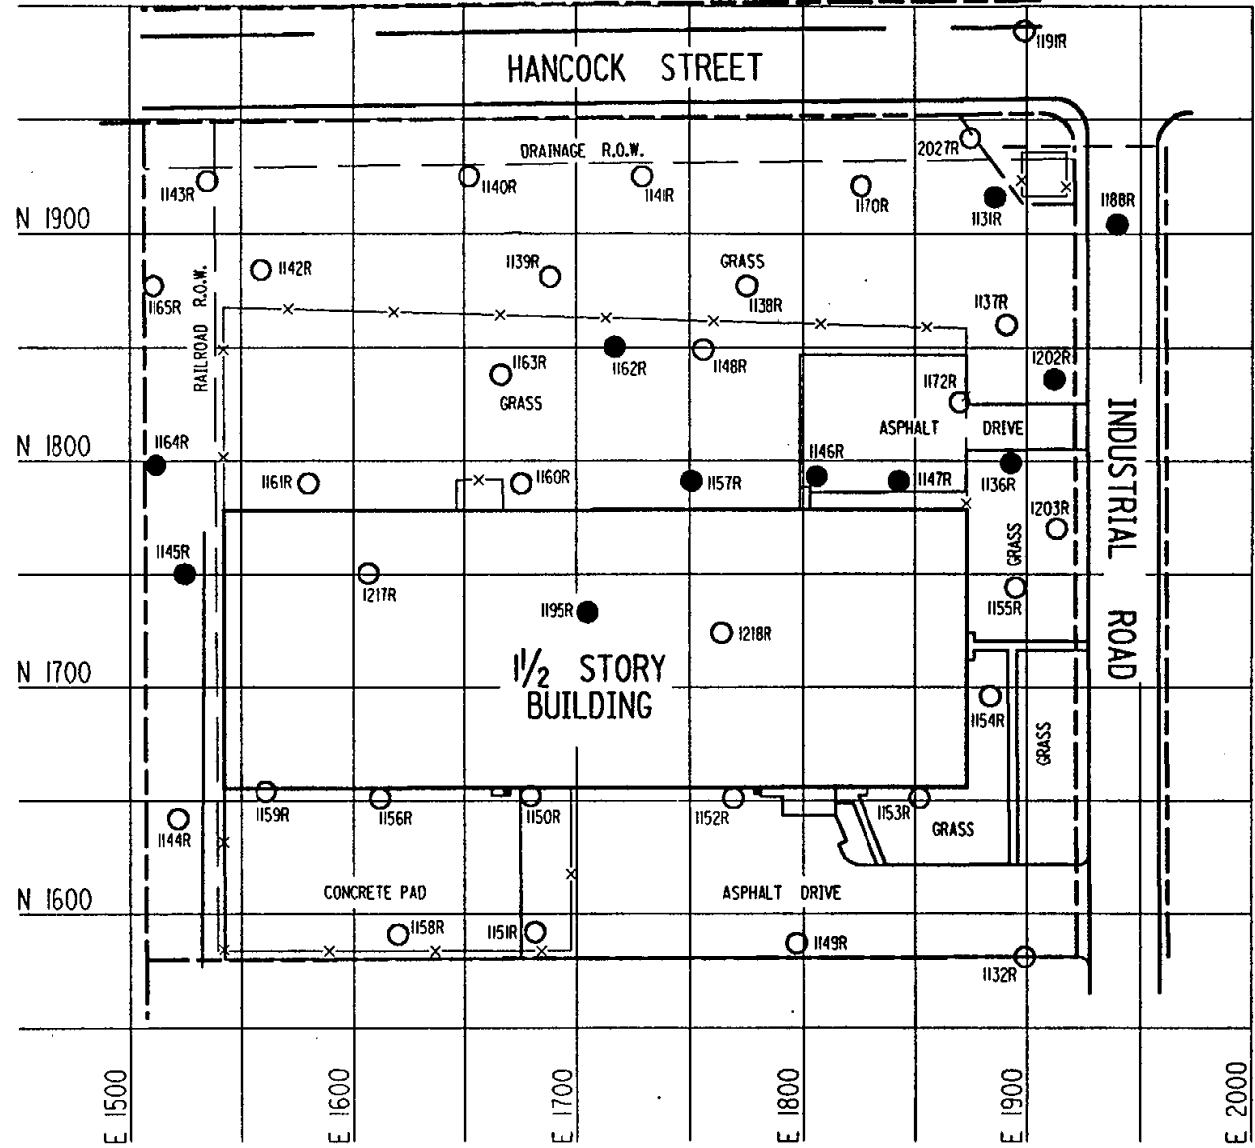 1191R
HANCOCK STREET
2027R
DRAINAGE R.O.W.
1143R
1140R
1141R
1170R
1131R
1188R
N 1900
1142R
1139R
GRASS
1165R
1138R
1137R
RAILROAD R.O.W.
1162R
1148R
1202R
1163R
1172R
GRASS
ASPHALT DRIVE
INDUSTRIAL ROAD
N 1800
1164R
1146R
1161R
1160R
1157R
1147R
1136R
1203R
GRASS
1145R
1217R
1155R
1195R
1218R
1 1/2 STORY
BUILDING
N 1700
1154R
GRASS
1159R
1156R
1150R
1152R
1153R
1144R
GRASS
CONCRETE PAD
ASPHALT DRIVE
N 1600
1158R
1151R
1149R
1132R
E 1500
E 1600
E 1700
E 1800
E 1900
E 2000